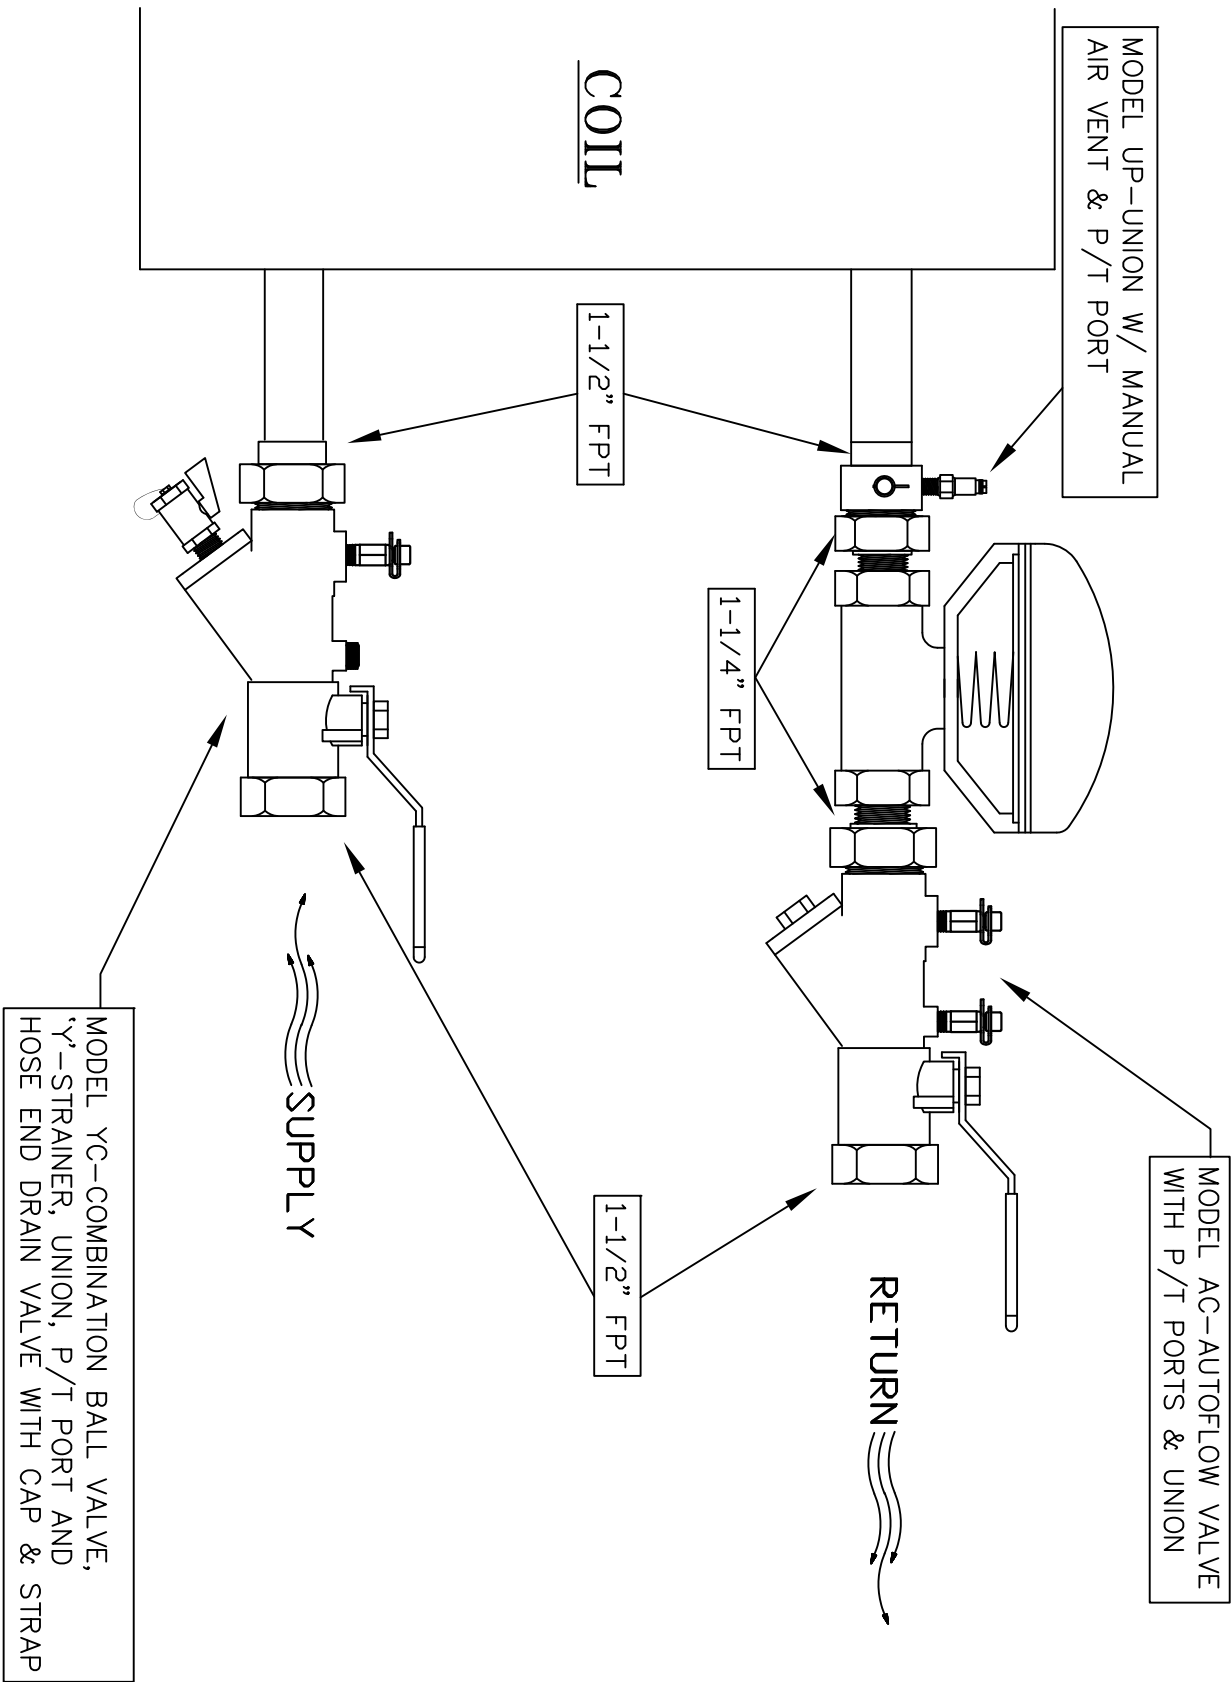 MODEL UP-UNION W/ MANUAL
AIR VENT & P/T PORT
COIL
1-1/2" FPT
1-1/4" FPT
MODEL AC-AUTOFLOW VALVE
WITH P/T PORTS & UNION
RETURN
1-1/2" FPT
SUPPLY
MODEL YC-COMBINATION BALL VALVE,
'Y'-STRAINER, UNION, P/T PORT AND
HOSE END DRAIN VALVE WITH CAP & STRAP